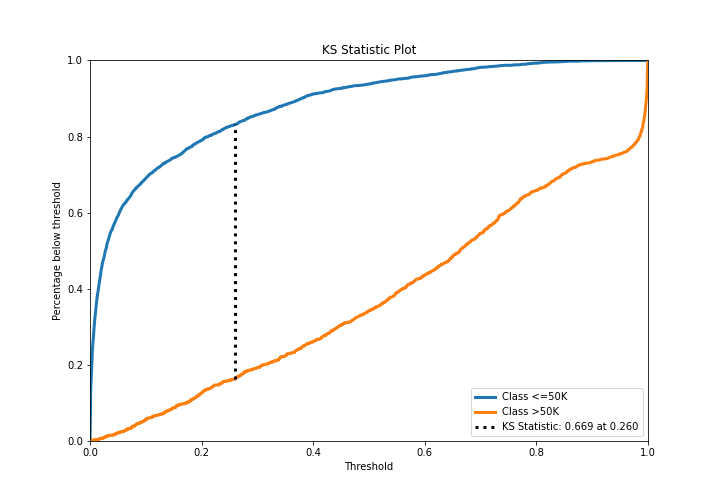 KS Statistic Plot
1.0
0.8
0.6
0.4
0.2
0.0
Percentage below threshold
Class <=50K
Class >50K
KS Statistic: 0.669 at 0.260
0.0 0.2 0.4 0.6 0.8 1.0
Threshold